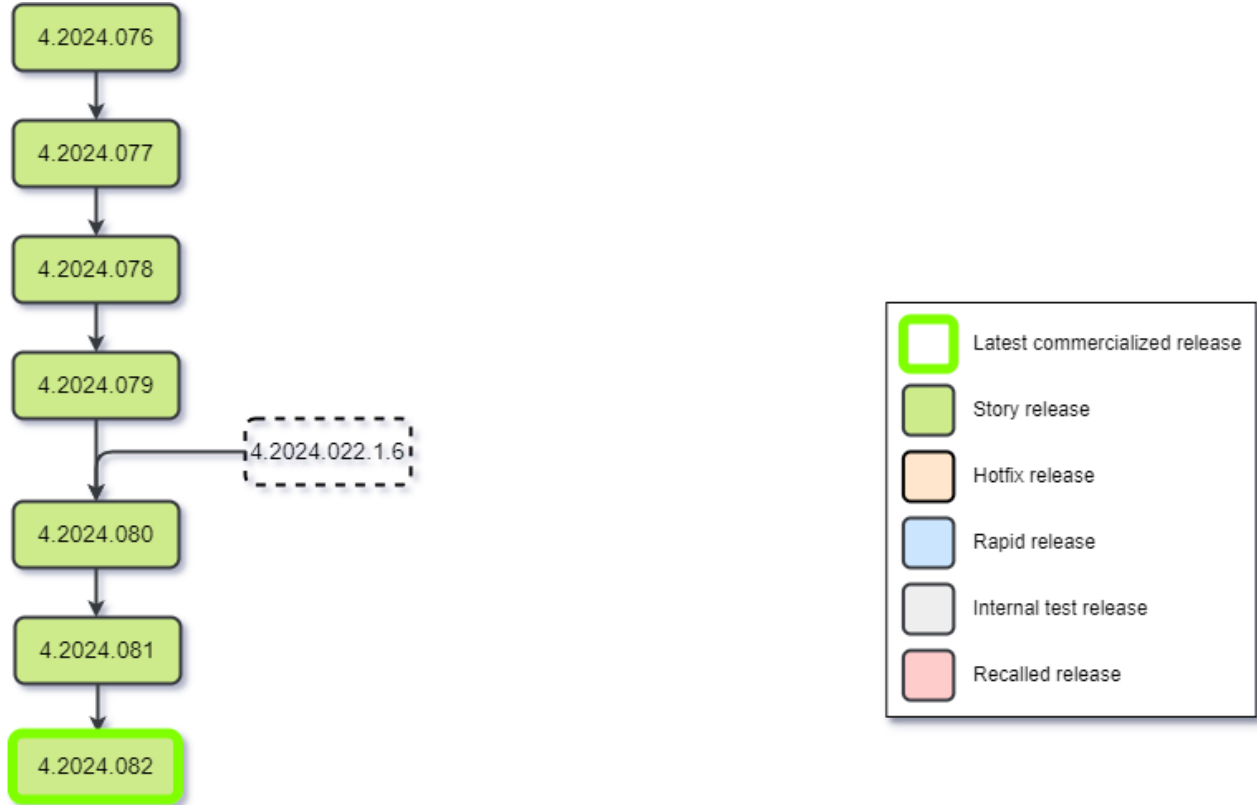 4.2024.076
4.2024.077
4.2024.078
4.2024.079
4.2024.022.1.6
4.2024.080
4.2024.081
4.2024.082
Latest commercialized release
Story release
Hotfix release
Rapid release
Internal test release
Recalled release